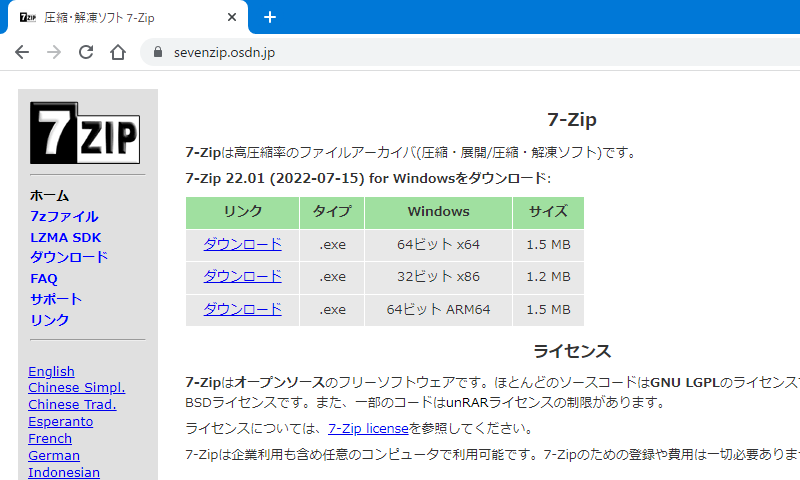 圧縮・解凍ソフト 7-Zip
sevenzip.osdn.jp
7ZIP
ホーム
7zファイル
LZMA SDK
ダウンロード
FAQ
サポート
リンク
English
Chinese Simpl.
Chinese Trad.
Esperanto
French
German
Indonesian
7-Zip
7-Zipは高圧縮率のファイルアーカイバ(圧縮・展開/圧縮・解凍ソフト)です。
7-Zip 22.01 (2022-07-15) for Windowsをダウンロード:
リンク タイプ Windows サイズ
ダウンロード .exe 64ビット x64 1.5 MB
ダウンロード .exe 32ビット x86 1.2 MB
ダウンロード .exe 64ビット ARM64 1.5 MB
ライセンス
7-Zipはオープンソースのフリーソフトウェアです。ほとんどのソースコードはGNU LGPLのライセンスで
BSDライセンスです。また、一部のコードはunRARライセンスの制限があります。
ライセンスについては、7-Zip licenseを参照してください。
7-Zipは企業利用も含め任意のコンピュータで利用可能です。7-Zipのための登録や費用は一切必要ありませ